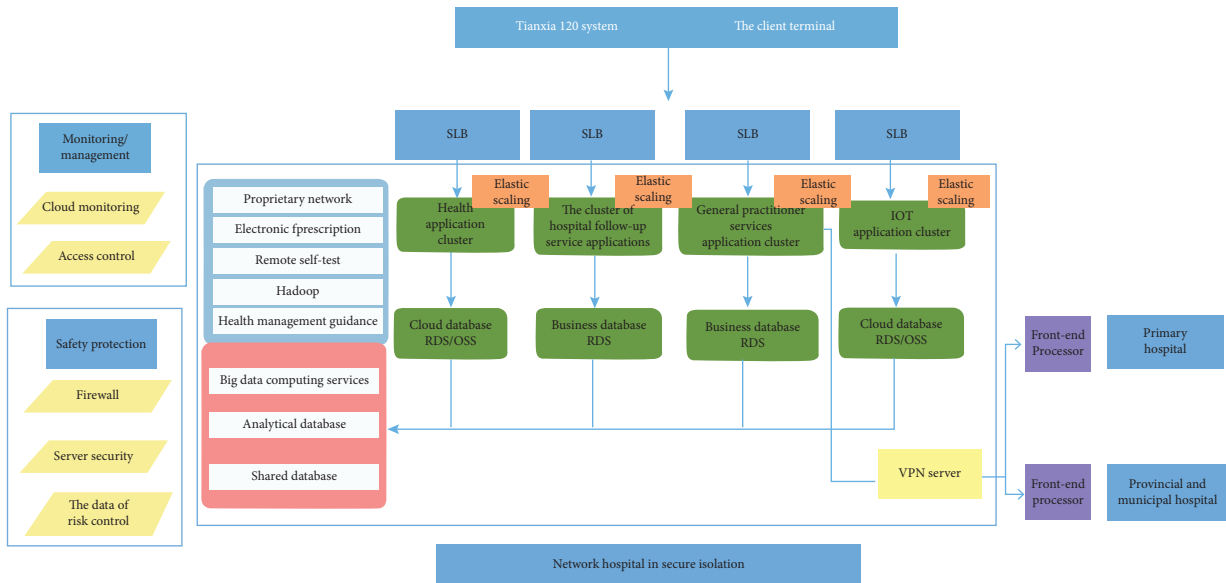 Tianxia 120 system
The client terminal
SLB
SLB
SLB
SLB
Monitoring/
management
Cloud monitoring
Access control
Safety protection
Firewall
Server security
The data of
risk control
Proprietary network
Electronic fprescription
Remote self-test
Hadoop
Health management guidance
Big data computing services
Analytical database
Shared database
Elastic
scaling
Elastic
scaling
Elastic
scaling
Elastic
scaling
Health
application
cluster
The cluster of
hospital follow-up
service applications
General practitioner
services
application cluster
IOT
application cluster
Cloud database
RDS/OSS
Business database
RDS
Business database
RDS
Cloud database
RDS/OSS
VPN server
Front-end
Processor
Primary
hospital
Front-end
processor
Provincial and
municipal hospital
Network hospital in secure isolation